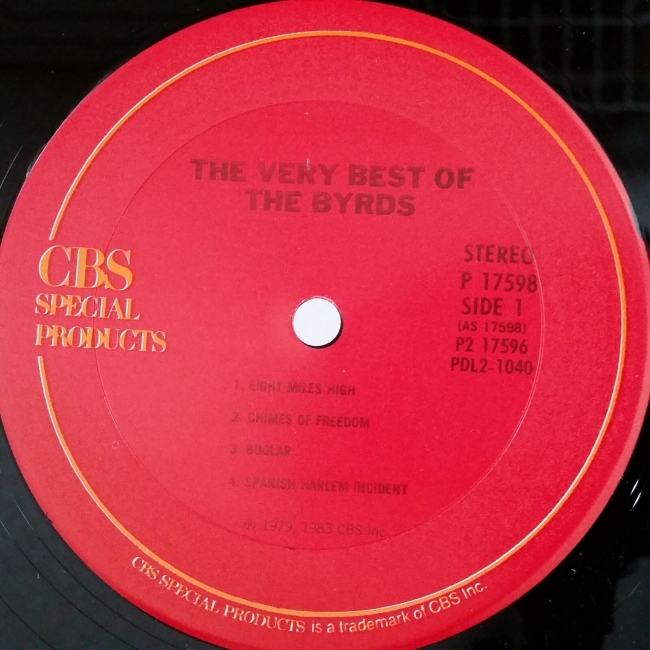 THE VERY BEST OF
THE BYRDS
CBS
SPECIAL
PRODUCTS
STEREO
P 17598
SIDE 1
(AS 17598)
P2 17596
PDL2-1040
1. EIGHT MILES HIGH
2 CHIMES OF FREEDOM
3 BUGLAR
4. SPANISH HARLEM INCIDENT
℗ 1979, 1983 CBS Inc.
CBS SPECIAL PRODUCTS is a trademark of CBS Inc.